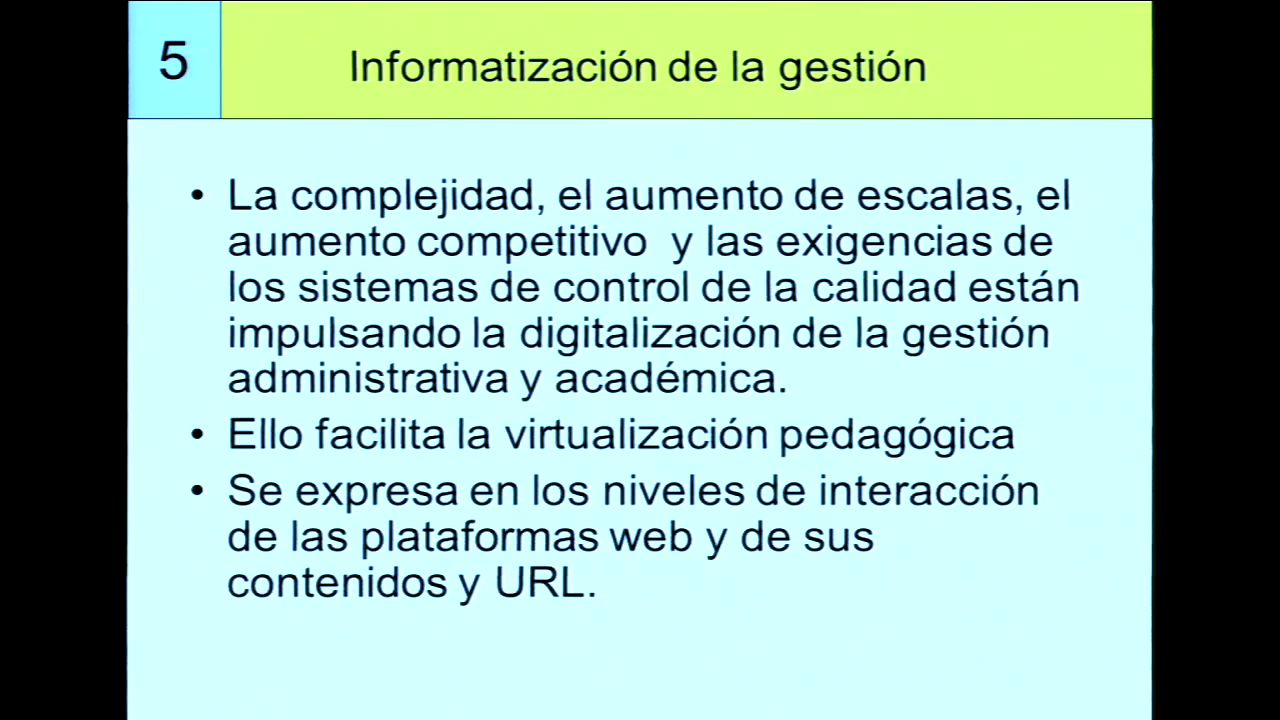 5
Informatización de la gestión
• La complejidad, el aumento de escalas, el
aumento competitivo  y las exigencias de
los sistemas de control de la calidad están
impulsando la digitalización de la gestión
administrativa y académica.
• Ello facilita la virtualización pedagógica
• Se expresa en los niveles de interacción
de las plataformas web y de sus
contenidos y URL.